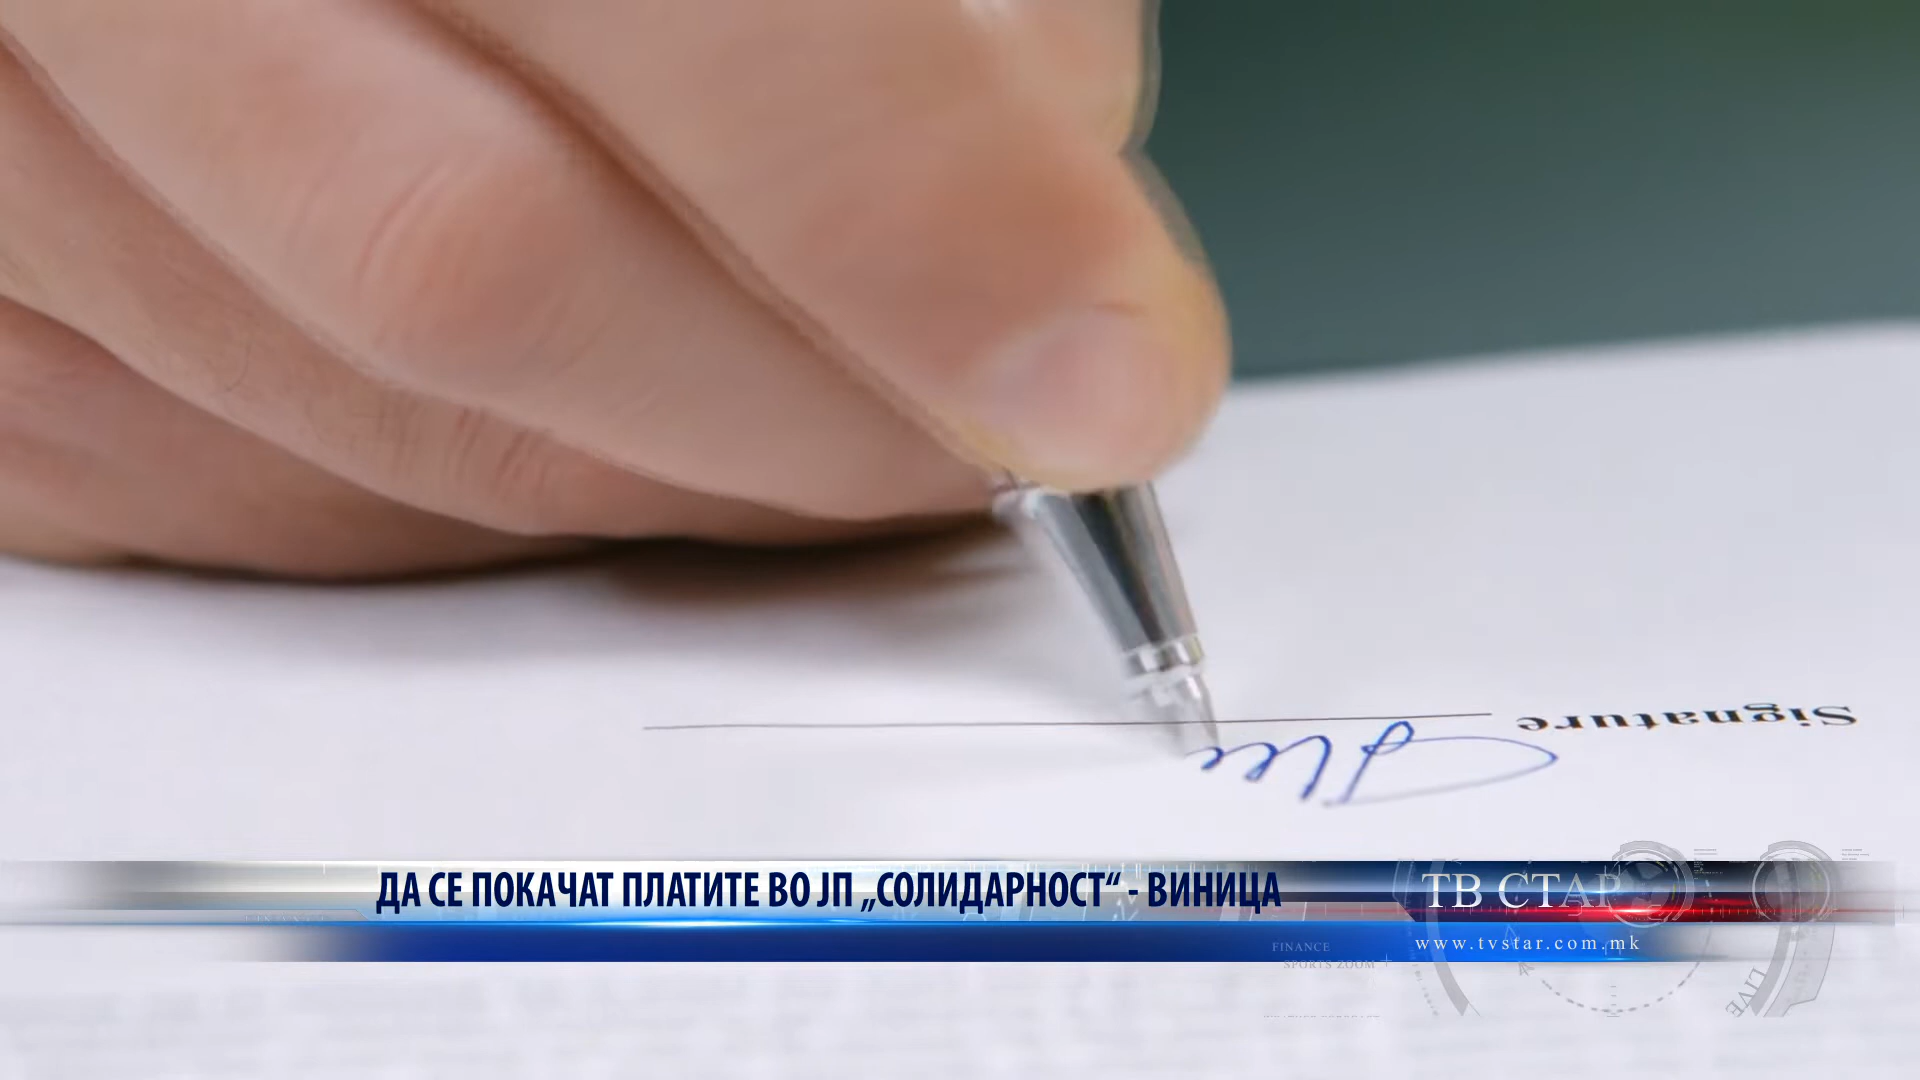 Signature
ДА СЕ ПОКАЧАТ ПЛАТИТЕ ВО ЈП „СОЛИДАРНОСТ“ - ВИНИЦА
ТВ СТАР
FINANCE
www.tvstar.com.mk
SPORTS ZOOM
LIVE